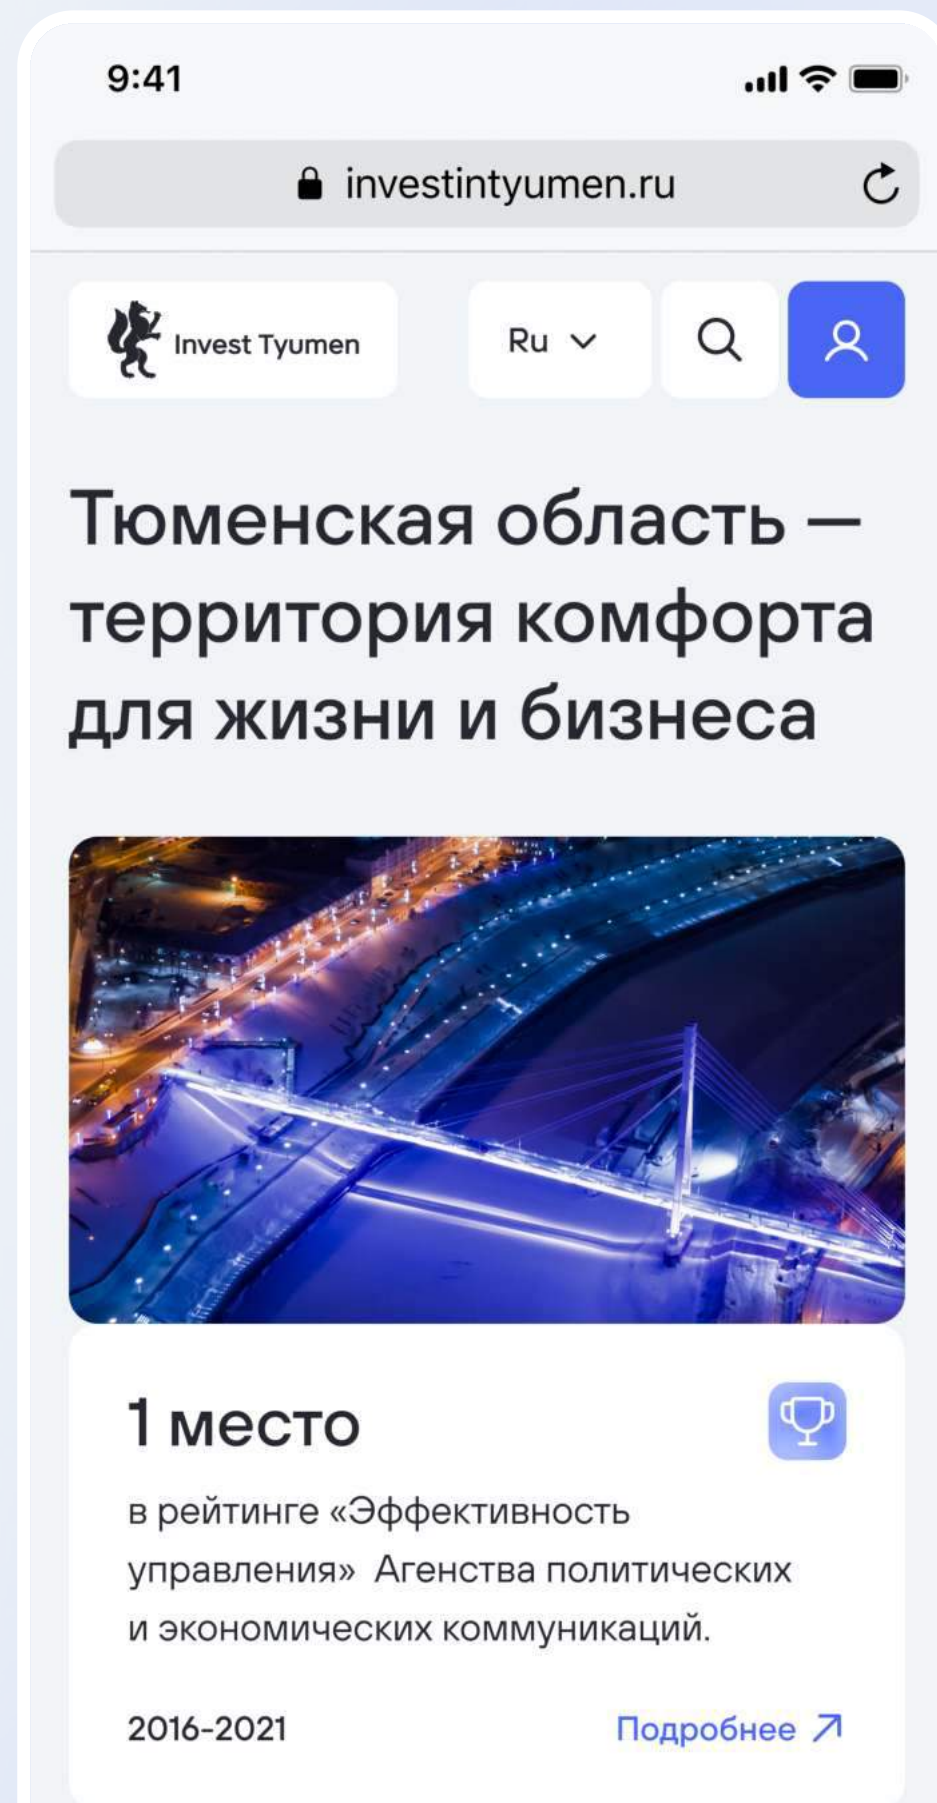 9:41
investintyumen.ru
Invest Tyumen
Ru
Тюменская область —
территория комфорта
для жизни и бизнеса
1 место
в рейтинге «Эффективность
управления»  Агенства политических
и экономических коммуникаций.
2016-2021
Подробнее